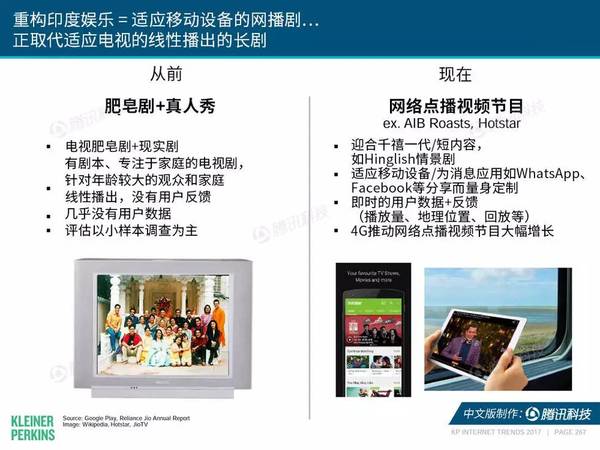 重构印度娱乐 = 适应移动设备的网播剧…
正取代适应电视的线性播出的长剧
从前
肥皂剧+真人秀
▪ 电视肥皂剧+现实剧
有剧本、专注于家庭的电视剧，
▪ 针对年龄较大的观众和家庭
线性播出，没有用户反馈
▪ 几乎没有用户数据
▪ 评估以小样本调查为主
现在
网络点播视频节目
ex. AIB Roasts, Hotstar
▪ 迎合千禧一代/短内容，
如Hinglish情景剧
▪ 适应移动设备/为消息应用如WhatsApp、
Facebook等分享而量身定制
▪ 即时的用户数据+反馈
（播放量、地理位置、回放等）
▪ 4G推动网络点播视频节目大幅增长
腾讯科技
腾讯科技
腾讯科技
Your favourite TV Shows,
Movies and more
hotstar
Continue Watching
KLEINER
PERKINS
Source: Google Play, Reliance Jio Annual Report
Image: Wikipedia, Hotstar, JioTV
中文版制作：腾讯科技
KP INTERNET TRENDS 2017 | PAGE 267